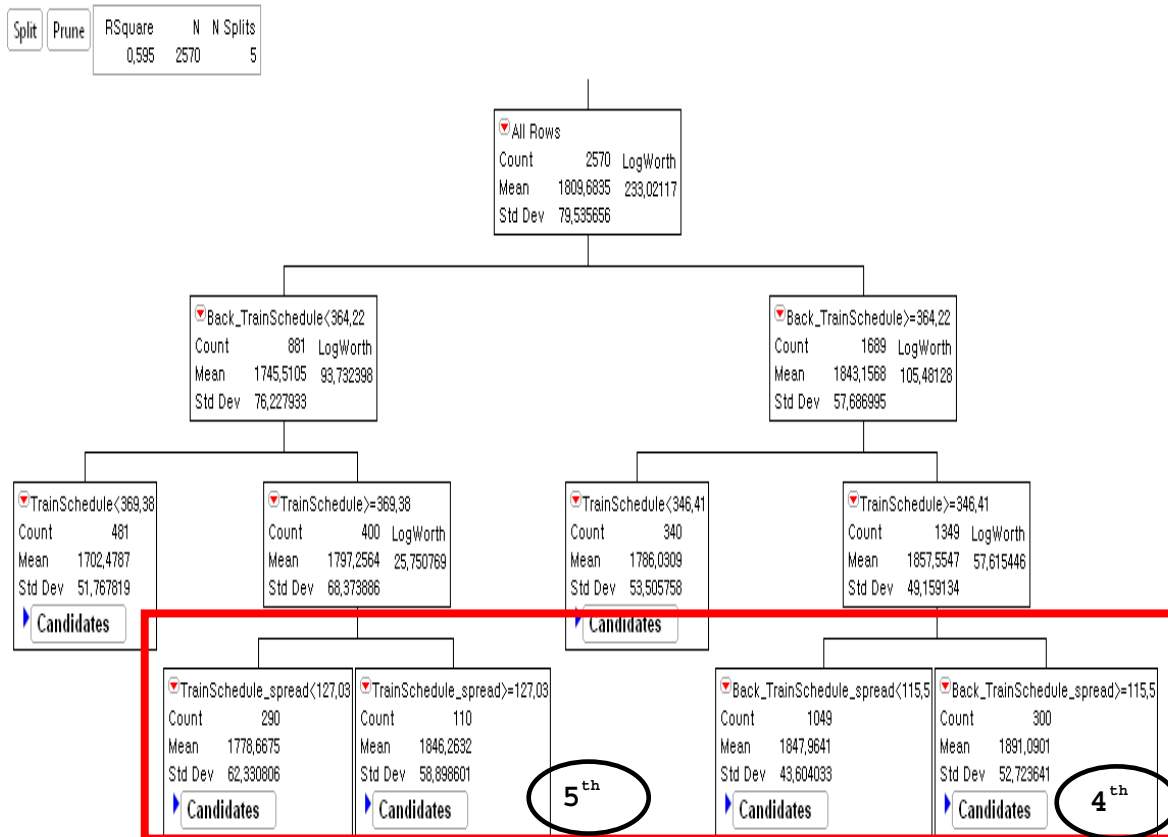 Split Prune RSquare N N Splits
0,595 2570 5
All Rows
Count 2570 LogWorth
Mean 1809,6835 233,02117
Std Dev 79,535656
Back_TrainSchedule<364,22
Count 881 LogWorth
Mean 1745,5105 93,732398
Std Dev 76,227933
Back_TrainSchedule>=364,22
Count 1689 LogWorth
Mean 1843,1568 105,48128
Std Dev 57,686995
TrainSchedule<369,38
Count 481
Mean 1702,4787
Std Dev 51,767819
Candidates
TrainSchedule>=369,38
Count 400 LogWorth
Mean 1797,2564 25,750769
Std Dev 68,373886
TrainSchedule<346,41
Count 340
Mean 1786,0309
Std Dev 53,505758
Candidates
TrainSchedule>=346,41
Count 1349 LogWorth
Mean 1857,5547 57,615446
Std Dev 49,159134
TrainSchedule_spread<127,03
Count 290
Mean 1778,6675
Std Dev 62,330806
Candidates
TrainSchedule_spread>=127,03
Count 110
Mean 1846,2632
Std Dev 58,898601
Candidates
5th
Back_TrainSchedule_spread<115,5
Count 1049
Mean 1847,9641
Std Dev 43,604033
Candidates
Back_TrainSchedule_spread>=115,5
Count 300
Mean 1891,0901
Std Dev 52,723641
Candidates
4th